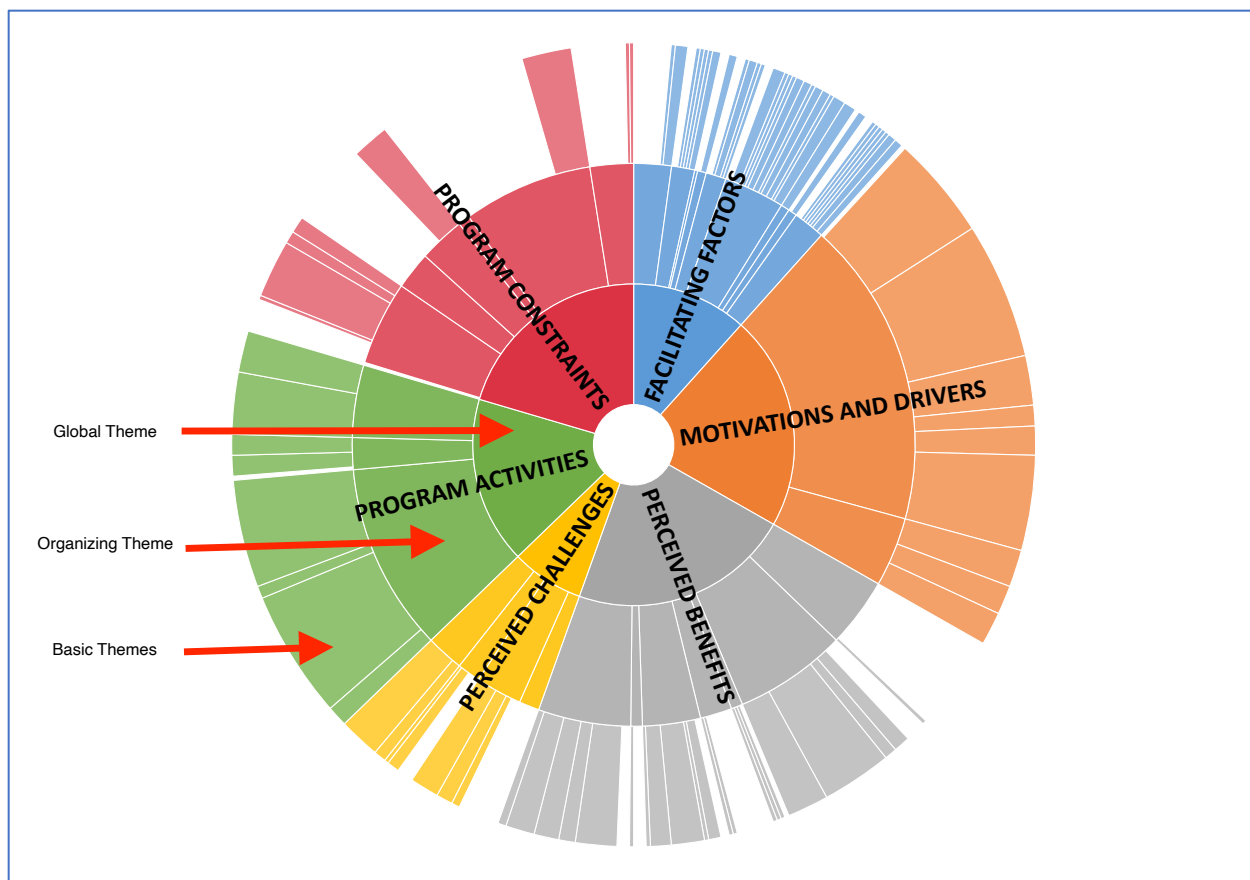 PROGRAM CONSTRAINTS
FACILITATING FACTORS
MOTIVATIONS AND DRIVERS
Global Theme
PROGRAM ACTIVITIES
Organizing Theme
PERCEIVED CHALLENGES
PERCEIVED BENEFITS
Basic Themes